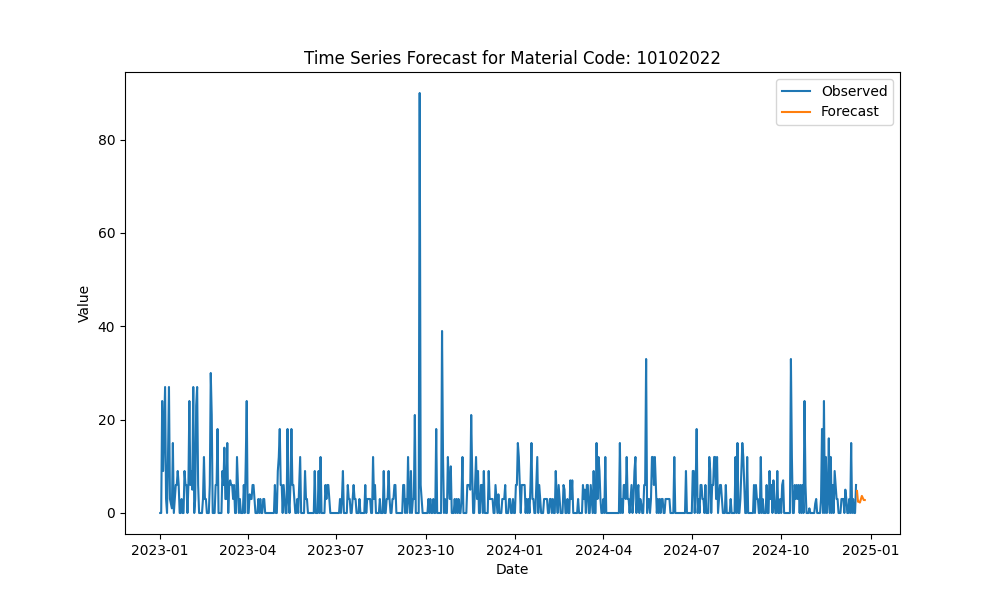 Time Series Forecast for Material Code: 10102022
Observed
Forecast
Value
80
60
40
20
0
2023-01 2023-04 2023-07 2023-10 2024-01 2024-04 2024-07 2024-10 2025-01
Date